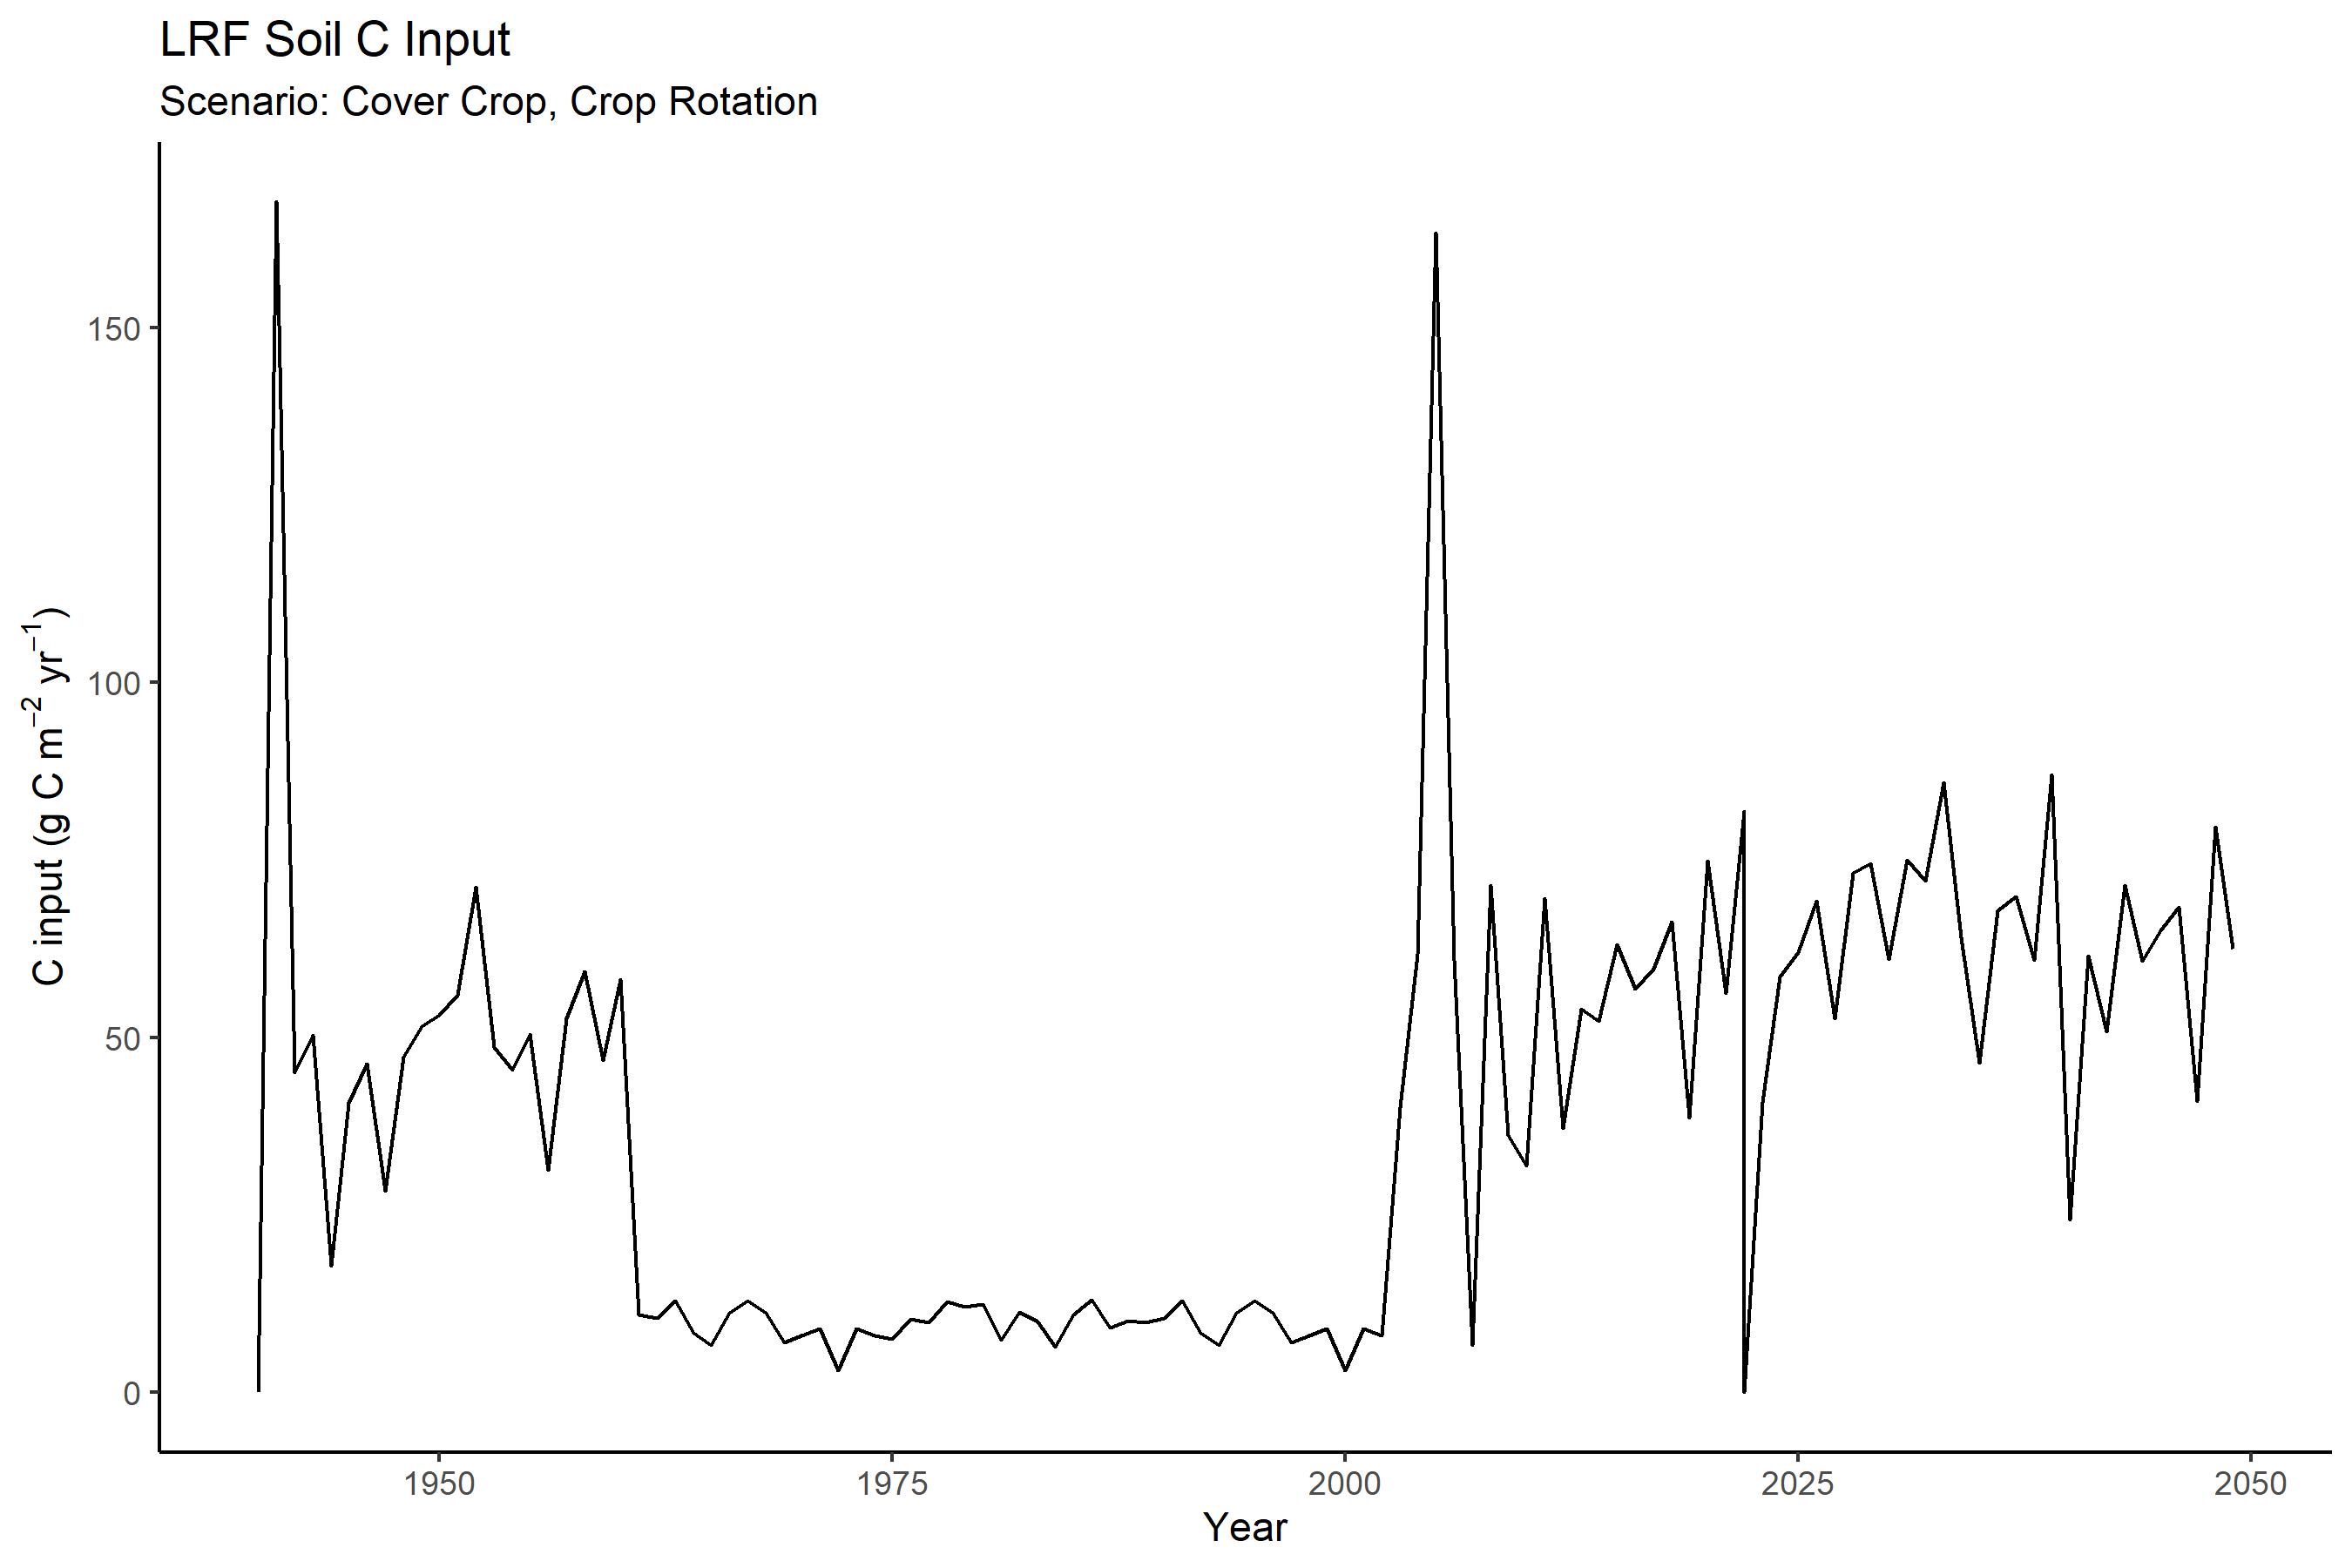 LRF Soil C Input
Scenario: Cover Crop, Crop Rotation
C input (g C m⁻² yr⁻¹)
150
100
50
0
1950 1975 2000 2025 2050
Year